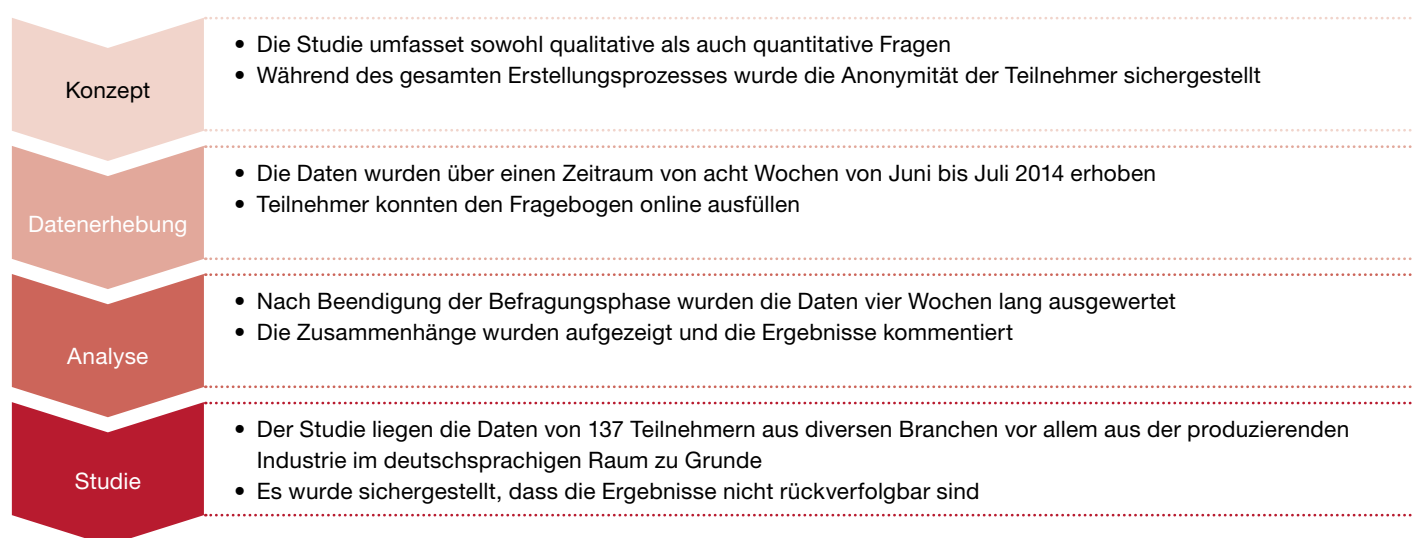 Konzept
• Die Studie umfasset sowohl qualitative als auch quantitative Fragen
• Während des gesamten Erstellungsprozesses wurde die Anonymität der Teilnehmer sichergestellt
Datenerhebung
• Die Daten wurden über einen Zeitraum von acht Wochen von Juni bis Juli 2014 erhoben
• Teilnehmer konnten den Fragebogen online ausfüllen
Analyse
• Nach Beendigung der Befragungsphase wurden die Daten vier Wochen lang ausgewertet
• Die Zusammenhänge wurden aufgezeigt und die Ergebnisse kommentiert
Studie
• Der Studie liegen die Daten von 137 Teilnehmern aus diversen Branchen vor allem aus der produzierenden
Industrie im deutschsprachigen Raum zu Grunde
• Es wurde sichergestellt, dass die Ergebnisse nicht rückverfolgbar sind